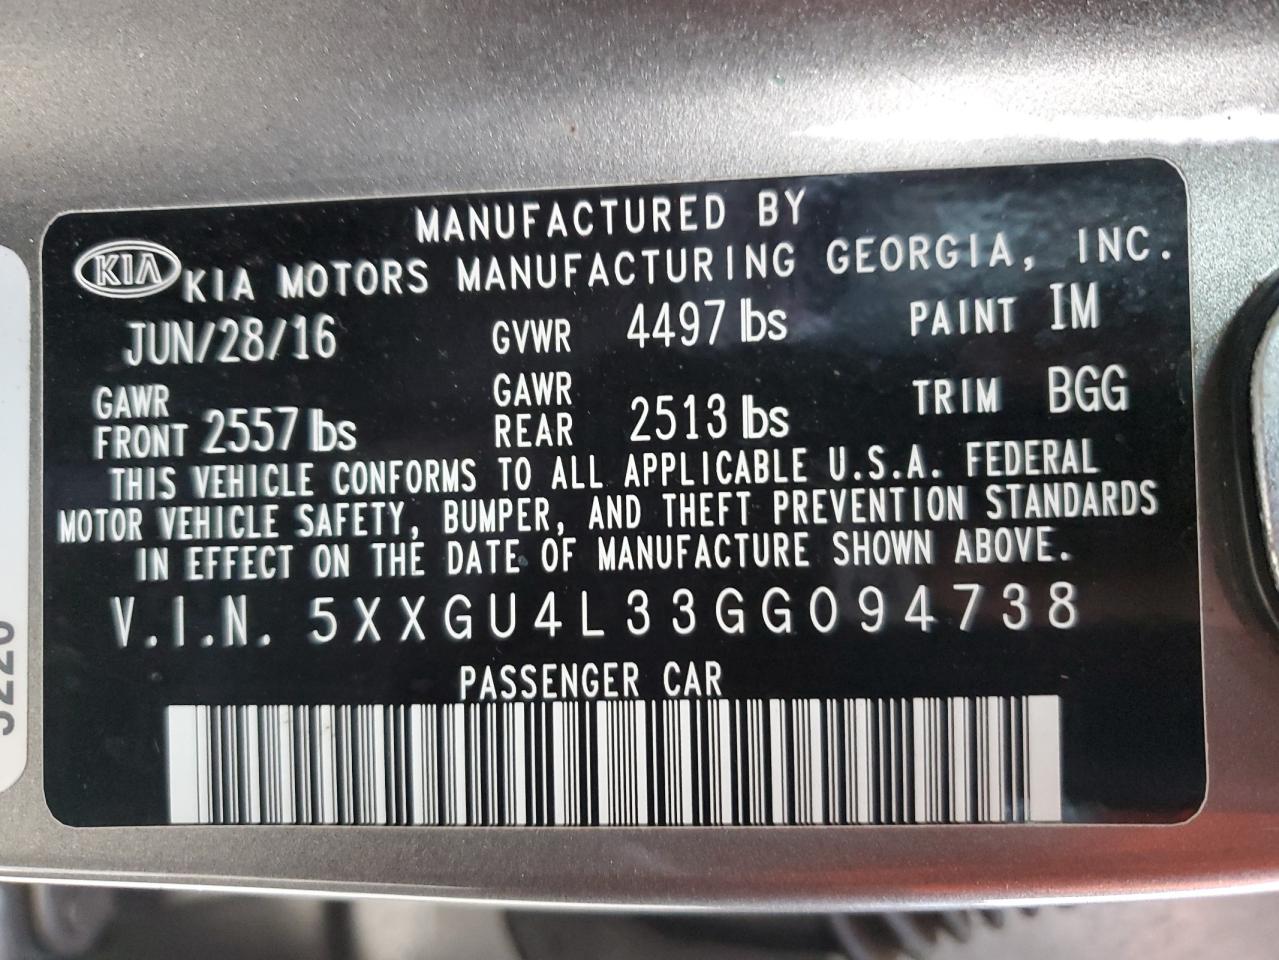 MANUFACTURED BY
KIA
KIA MOTORS MANUFACTURING GEORGIA, INC.
JUN/28/16 GVWR 4497 lbs PAINT IM
GAWR FRONT 2557 lbs GAWR REAR 2513 lbs TRIM BGG
THIS VEHICLE CONFORMS TO ALL APPLICABLE U.S.A. FEDERAL
MOTOR VEHICLE SAFETY, BUMPER, AND THEFT PREVENTION STANDARDS
IN EFFECT ON THE DATE OF MANUFACTURE SHOWN ABOVE.
V.I.N. 5XXGU4L33GG094738
PASSENGER CAR